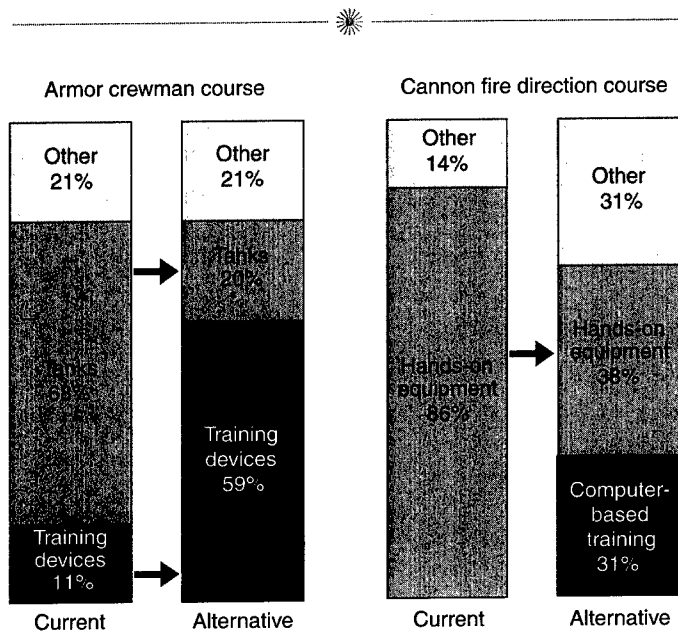 Armor crewman course
Other
21%
Tanks
68%
Training
devices
11%
Current
Other
21%
Tanks
20%
Training
devices
59%
Alternative
Cannon fire direction course
Other
14%
Hands-on
equipment
86%
Current
Other
31%
Hands-on
equipment
38%
Computer-
based
training
31%
Alternative